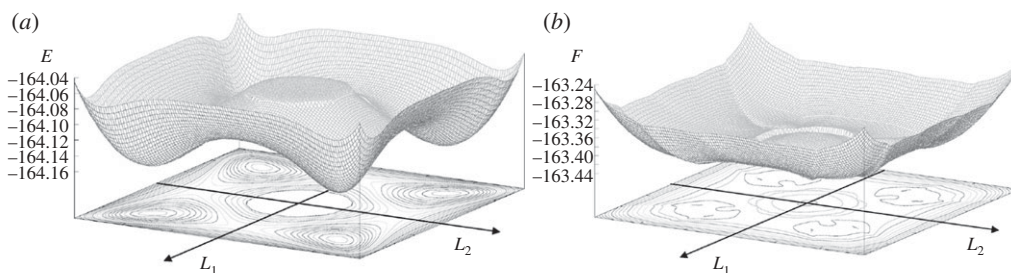 (a)
E
–164.04
–164.06
–164.08
–164.10
–164.12
–164.14
–164.16
L1
L2
(b)
F
–163.24
–163.28
–163.32
–163.36
–163.40
–163.44
L1
L2